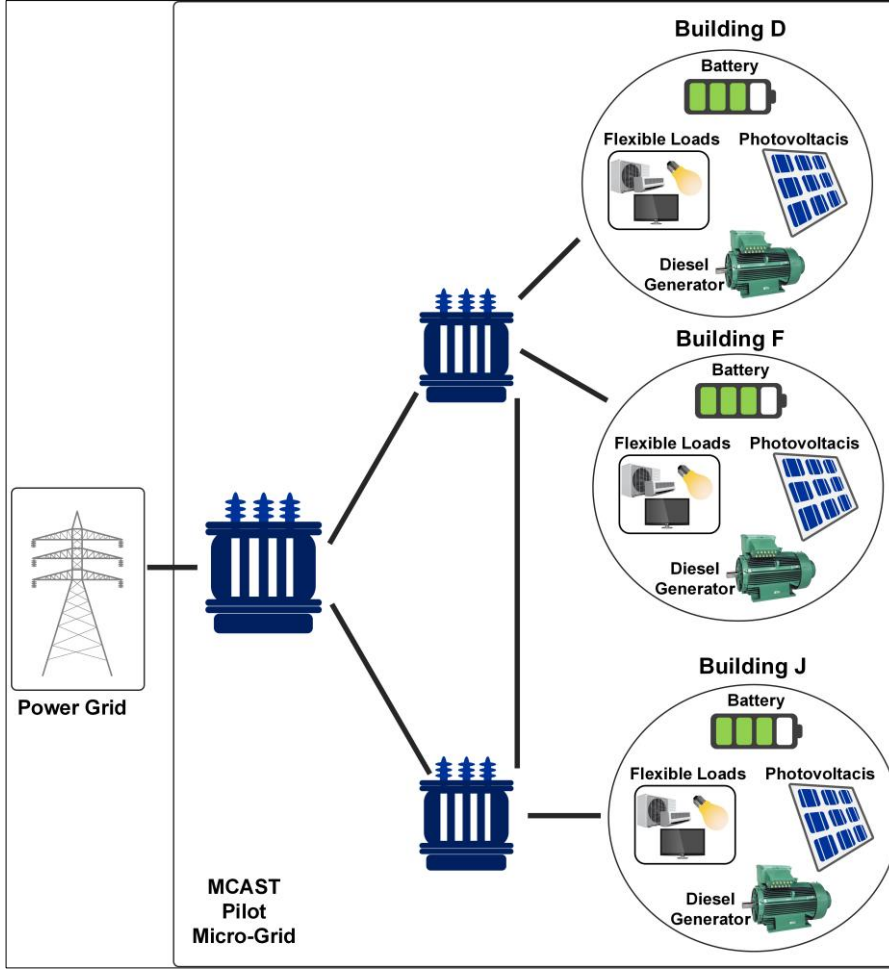 Building D
Battery
Flexible Loads
Photovoltacis
Diesel
Generator
Building F
Battery
Flexible Loads
Photovoltacis
Diesel
Generator
Power Grid
Building J
Battery
Flexible Loads
Photovoltacis
Diesel
Generator
MCAST
Pilot
Micro-Grid